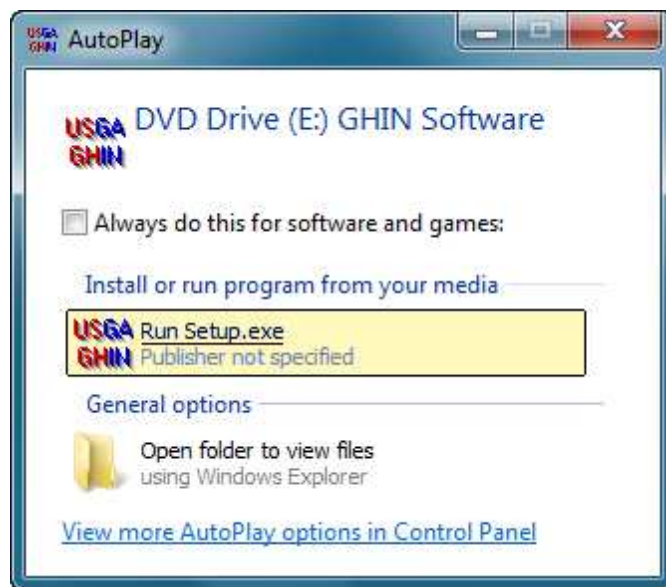 USGA GHIN AutoPlay
USGA GHIN DVD Drive (E:) GHIN Software
Always do this for software and games:
Install or run program from your media
USGA GHIN Run Setup.exe
Publisher not specified
General options
Open folder to view files
using Windows Explorer
View more AutoPlay options in Control Panel